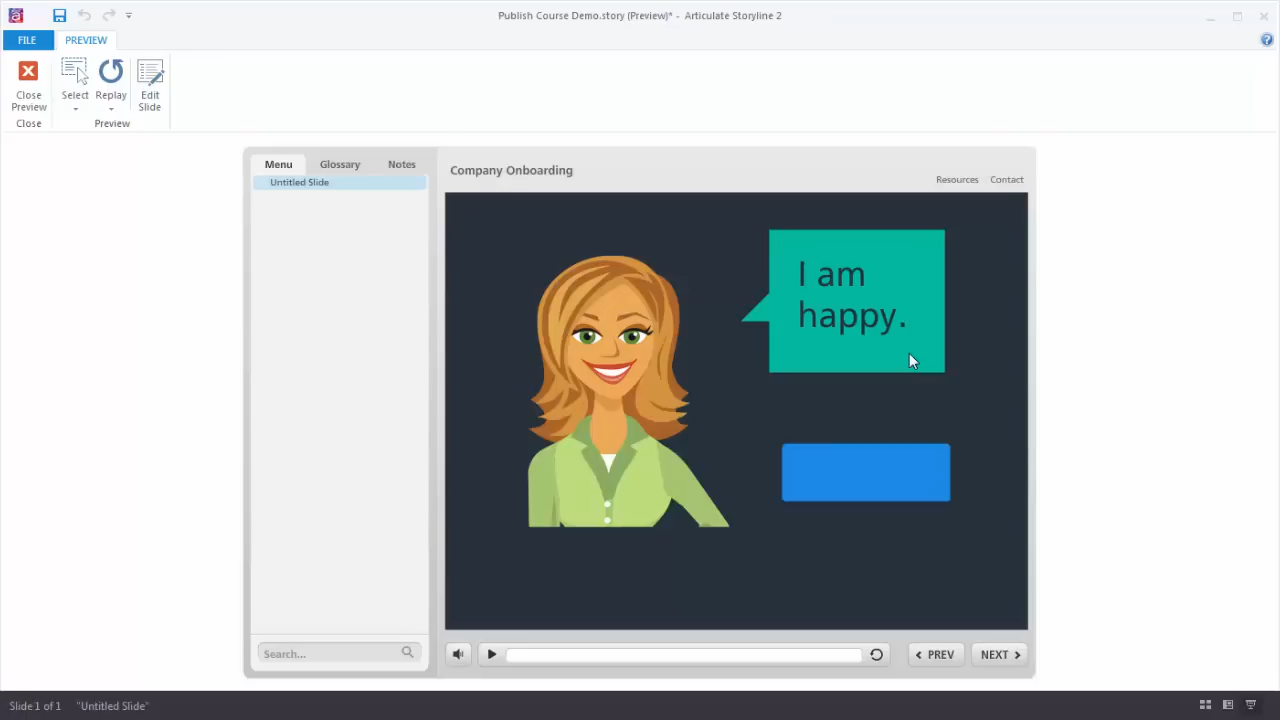 Publish Course Demo.story (Preview)* - Articulate Storyline 2
FILE
PREVIEW
Close
Preview
Select
Replay
Edit
Slide
Close
Preview
Menu
Glossary
Notes
Untitled Slide
Company Onboarding
Resources
Contact
I am
happy.
Search...
PREV
NEXT
Slide 1 of 1
"Untitled Slide"